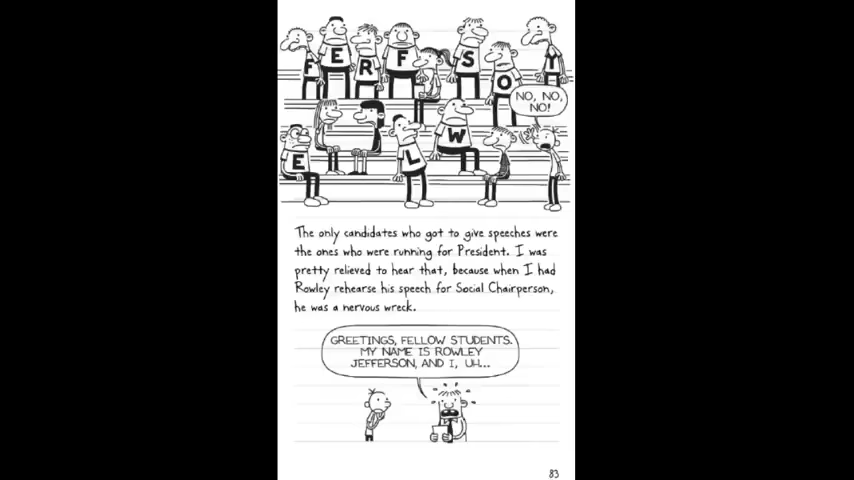 F E R F S O Y
NO, NO,
NO!
E L W
The only candidates who got to give speeches were
the ones who were running for President. I was
pretty relieved to hear that, because when I had
Rowley rehearse his speech for Social Chairperson,
he was a nervous wreck.
GREETINGS, FELLOW STUDENTS.
MY NAME IS ROWLEY
JEFFERSON, AND I, UH...
83